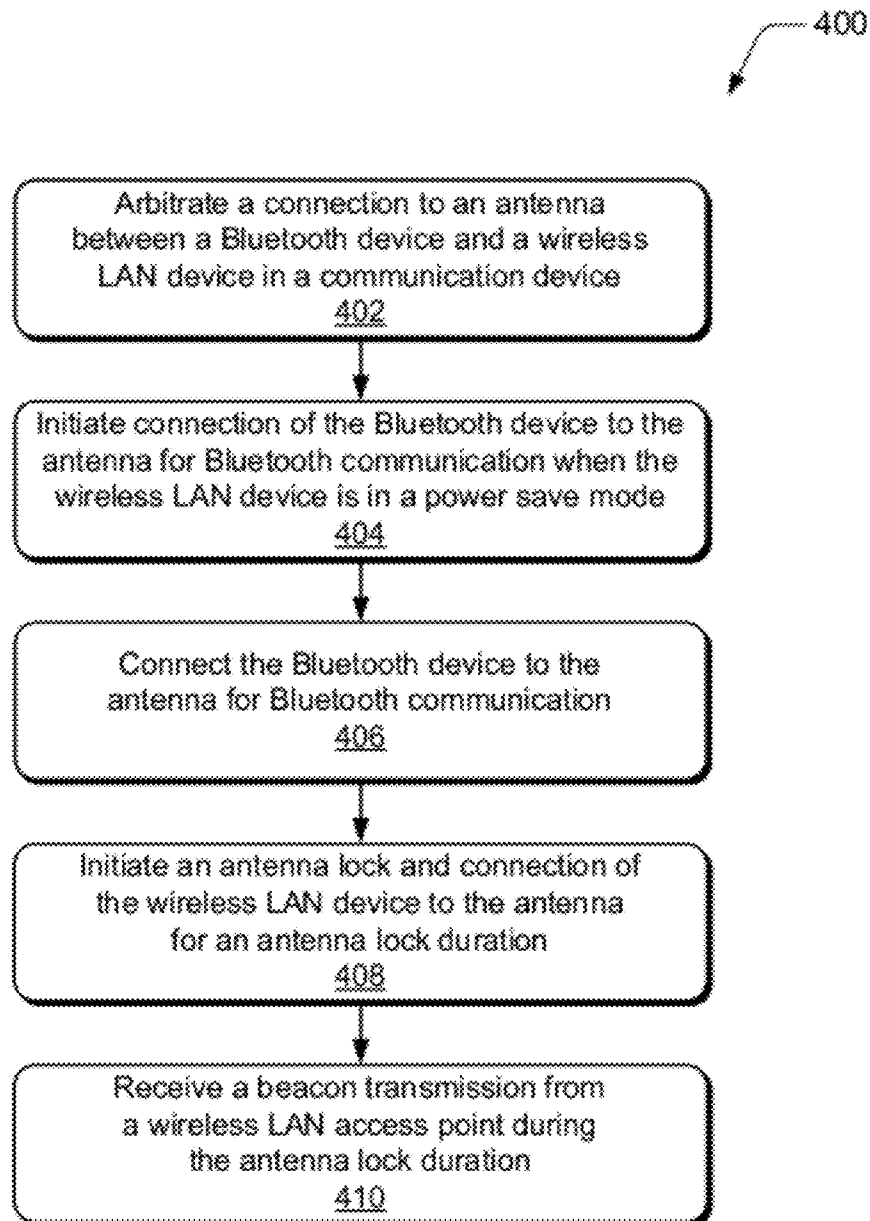 400
Arbitrate a connection to an antenna
between a Bluetooth device and a wireless
LAN device in a communication device
402
Initiate connection of the Bluetooth device to the
antenna for Bluetooth communication when the
wireless LAN device is in a power save mode
404
Connect the Bluetooth device to the
antenna for Bluetooth communication
406
Initiate an antenna lock and connection of
the wireless LAN device to the antenna
for an antenna lock duration
408
Receive a beacon transmission from
a wireless LAN access point during
the antenna lock duration
410